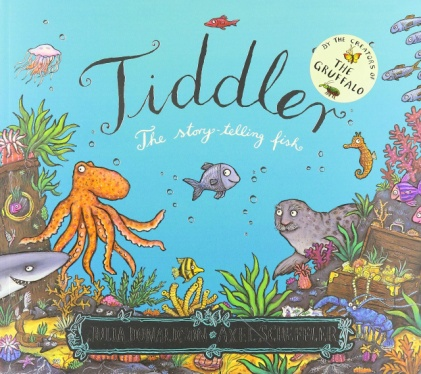 Tiddler
The story-telling fish
BY THE CREATORS OF
THE
GRUFFALO
JULIA DONALDSON • AXEL SCHEFFLER